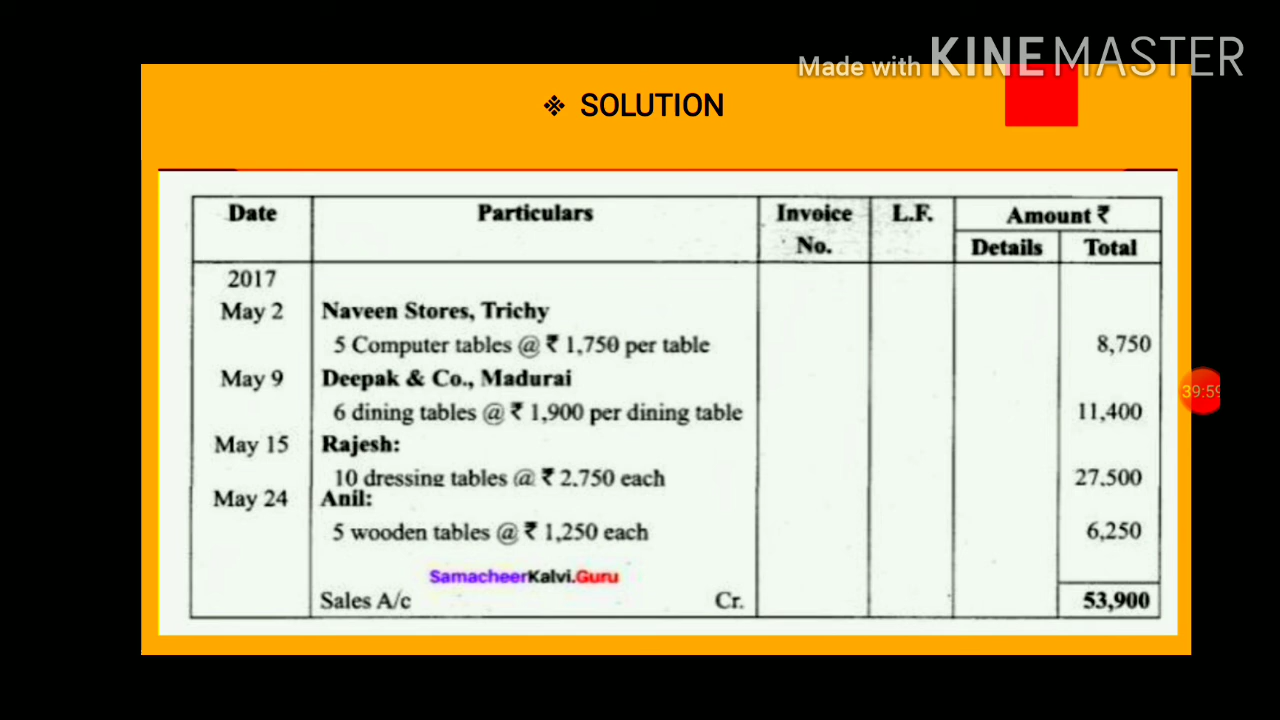 Made with KINEMASTER
❖ SOLUTION
Date Particulars Invoice No. L.F. Amount ₹
Details Total
2017
May 2 Naveen Stores, Trichy
5 Computer tables @ ₹ 1,750 per table 8,750
May 9 Deepak & Co., Madurai
6 dining tables @ ₹ 1,900 per dining table 11,400
May 15 Rajesh:
10 dressing tables @ ₹ 2,750 each 27,500
May 24 Anil:
5 wooden tables @ ₹ 1,250 each 6,250
SamacheerKalvi.Guru
Sales A/c Cr. 53,900
39:59